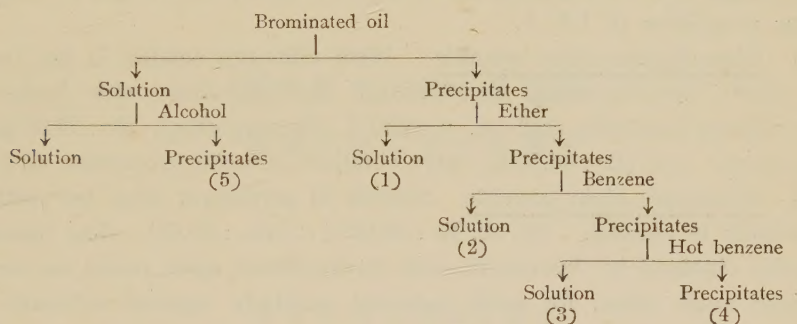 Brominated oil
Solution Precipitates
Alcohol Ether
Solution Precipitates Solution Precipitates
(5) (1) Benzene
Solution Precipitates
(2) Hot benzene
Solution Precipitates
(3) (4)